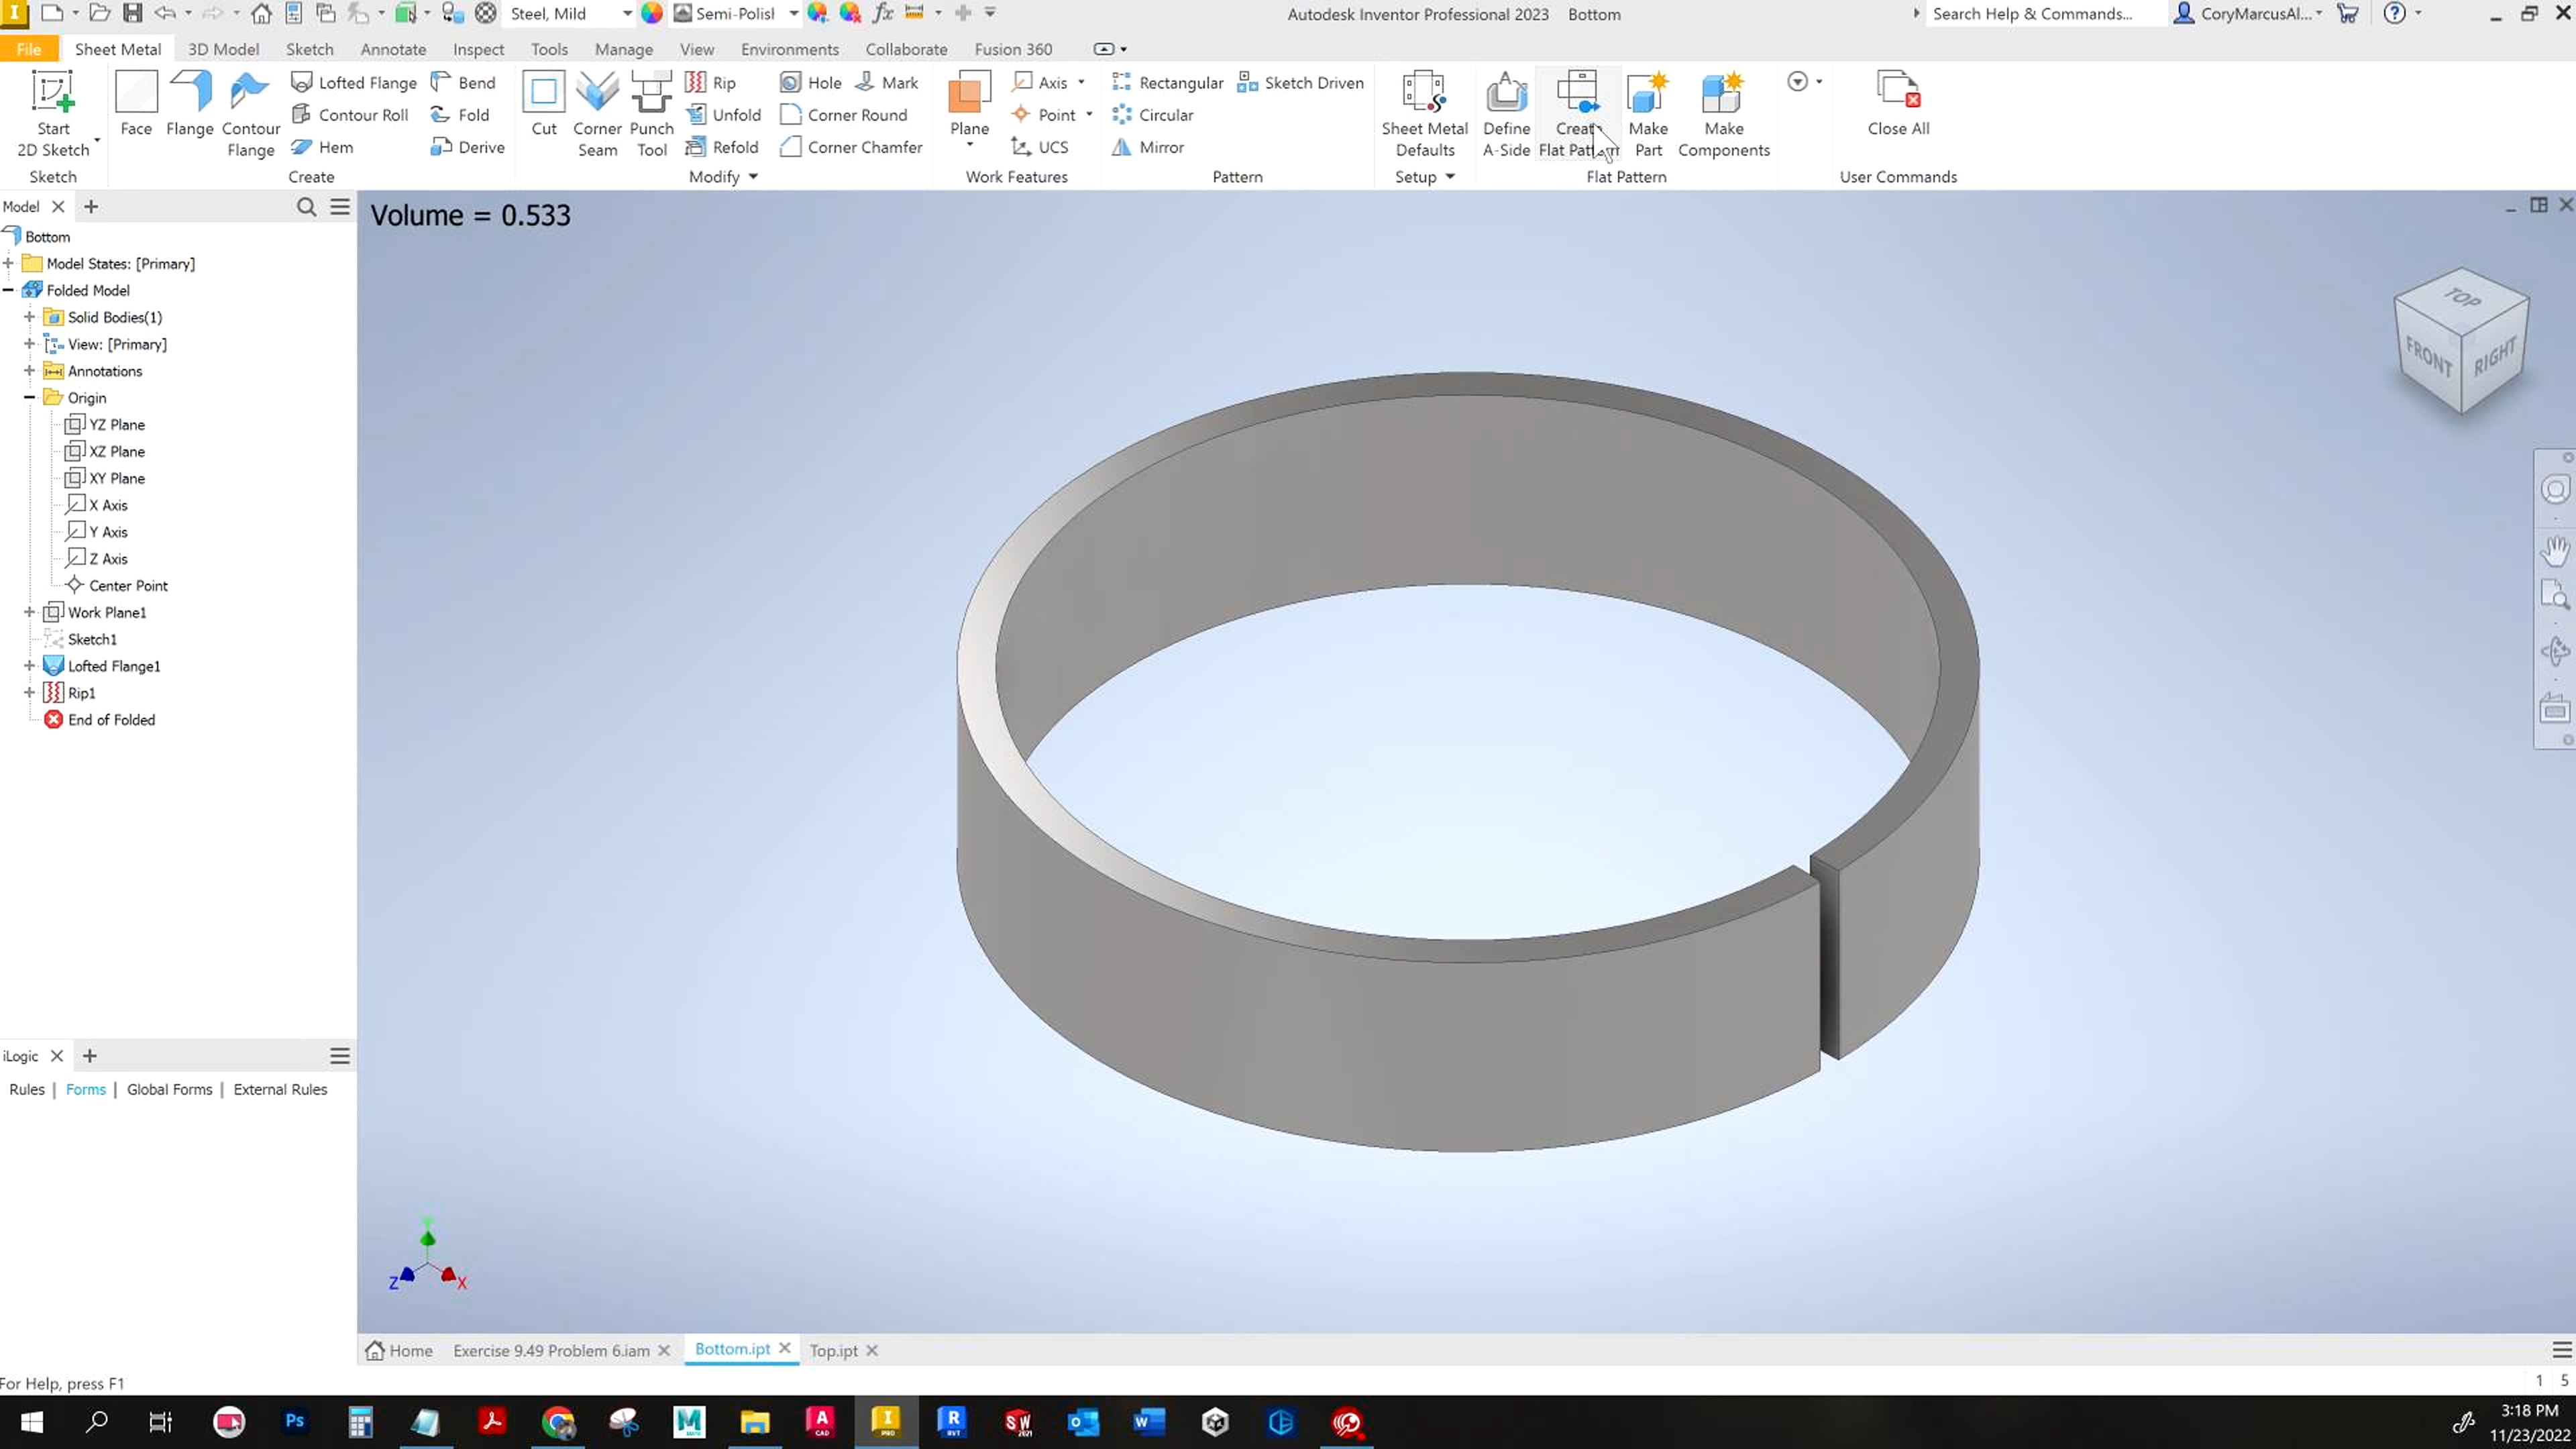 Steel, Mild
Semi-Polisl
Autodesk Inventor Professional 2023 Bottom
Search Help & Commands...
CoryMarcusAl...
File Sheet Metal 3D Model Sketch Annotate Inspect Tools Manage View Environments Collaborate Fusion 360
Start 2D Sketch
Face
Flange
Contour Flange
Lofted Flange
Contour Roll
Hem
Bend
Fold
Derive
Cut
Corner Seam
Punch Tool
Rip
Unfold
Refold
Hole
Mark
Corner Round
Corner Chamfer
Plane
Axis
Point
UCS
Rectangular
Circular
Mirror
Sketch Driven
Sheet Metal Defaults
Define A-Side
Create Flat Pattern
Make Part
Make Components
Close All
Sketch Create Modify Work Features Pattern Setup Flat Pattern User Commands
Model
Volume = 0.533
Bottom
Model States: [Primary]
Folded Model
Solid Bodies(1)
View: [Primary]
Annotations
Origin
YZ Plane
XZ Plane
XY Plane
X Axis
Y Axis
Z Axis
Center Point
Work Plane1
Sketch1
Lofted Flange1
Rip1
End of Folded
TOP
FRONT
RIGHT
iLogic
Rules | Forms | Global Forms | External Rules
Y
Z
X
Home Exercise 9.49 Problem 6.iam Bottom.ipt Top.ipt
For Help, press F1
1 5
3:18 PM
11/23/2022